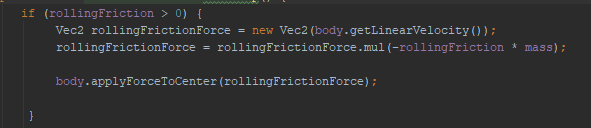 if (rollingFriction > 0) {
Vec2 rollingFrictionForce = new Vec2(body.getLinearVelocity());
rollingFrictionForce = rollingFrictionForce.mul(-rollingFriction * mass);
body.applyForceToCenter(rollingFrictionForce);
}